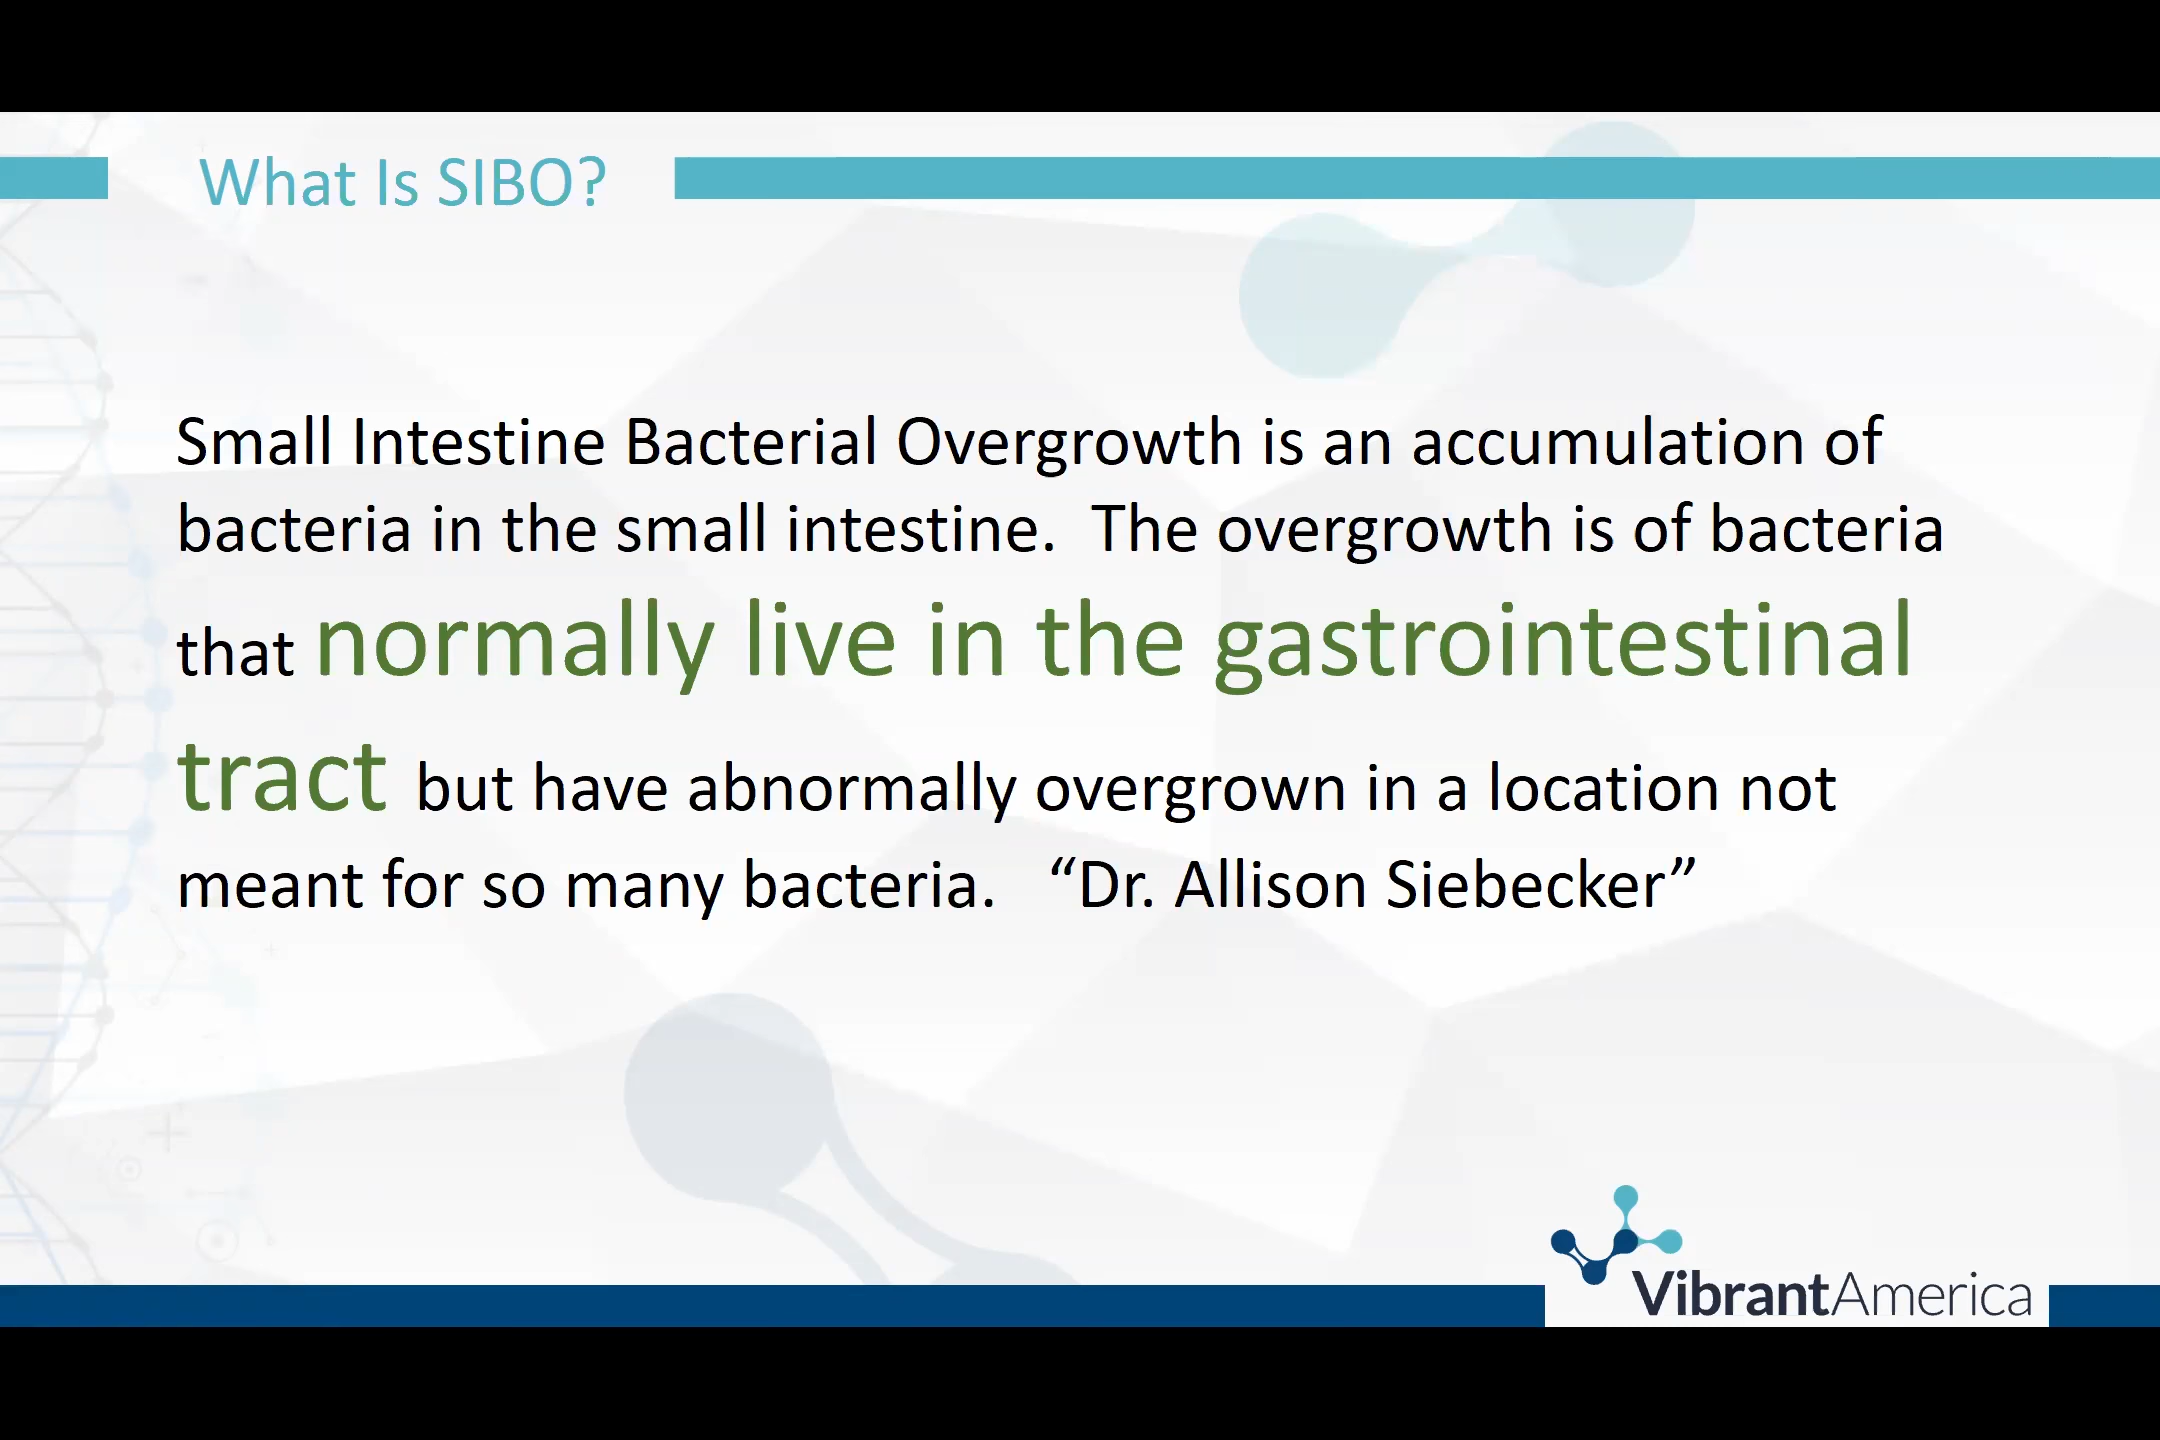 What Is SIBO?
Small Intestine Bacterial Overgrowth is an accumulation of
bacteria in the small intestine.  The overgrowth is of bacteria
that normally live in the gastrointestinal
tract but have abnormally overgrown in a location not
meant for so many bacteria.   “Dr. Allison Siebecker”
VibrantAmerica